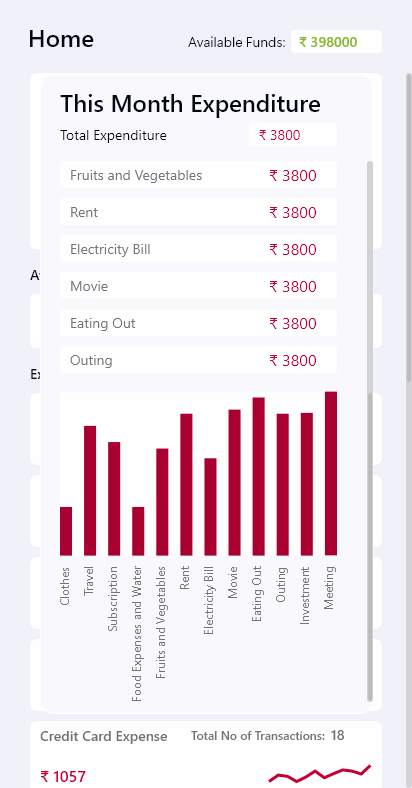 Home
Available Funds: ₹ 398000
This Month Expenditure
Total Expenditure ₹ 3800
Fruits and Vegetables ₹ 3800
Rent ₹ 3800
Electricity Bill ₹ 3800
Movie ₹ 3800
Eating Out ₹ 3800
Outing ₹ 3800
Clothes
Travel
Subscription
Food Expenses and Water
Fruits and Vegetables
Rent
Electricity Bill
Movie
Eating Out
Outing
Investment
Meeting
Credit Card Expense Total No of Transactions: 18
₹ 1057